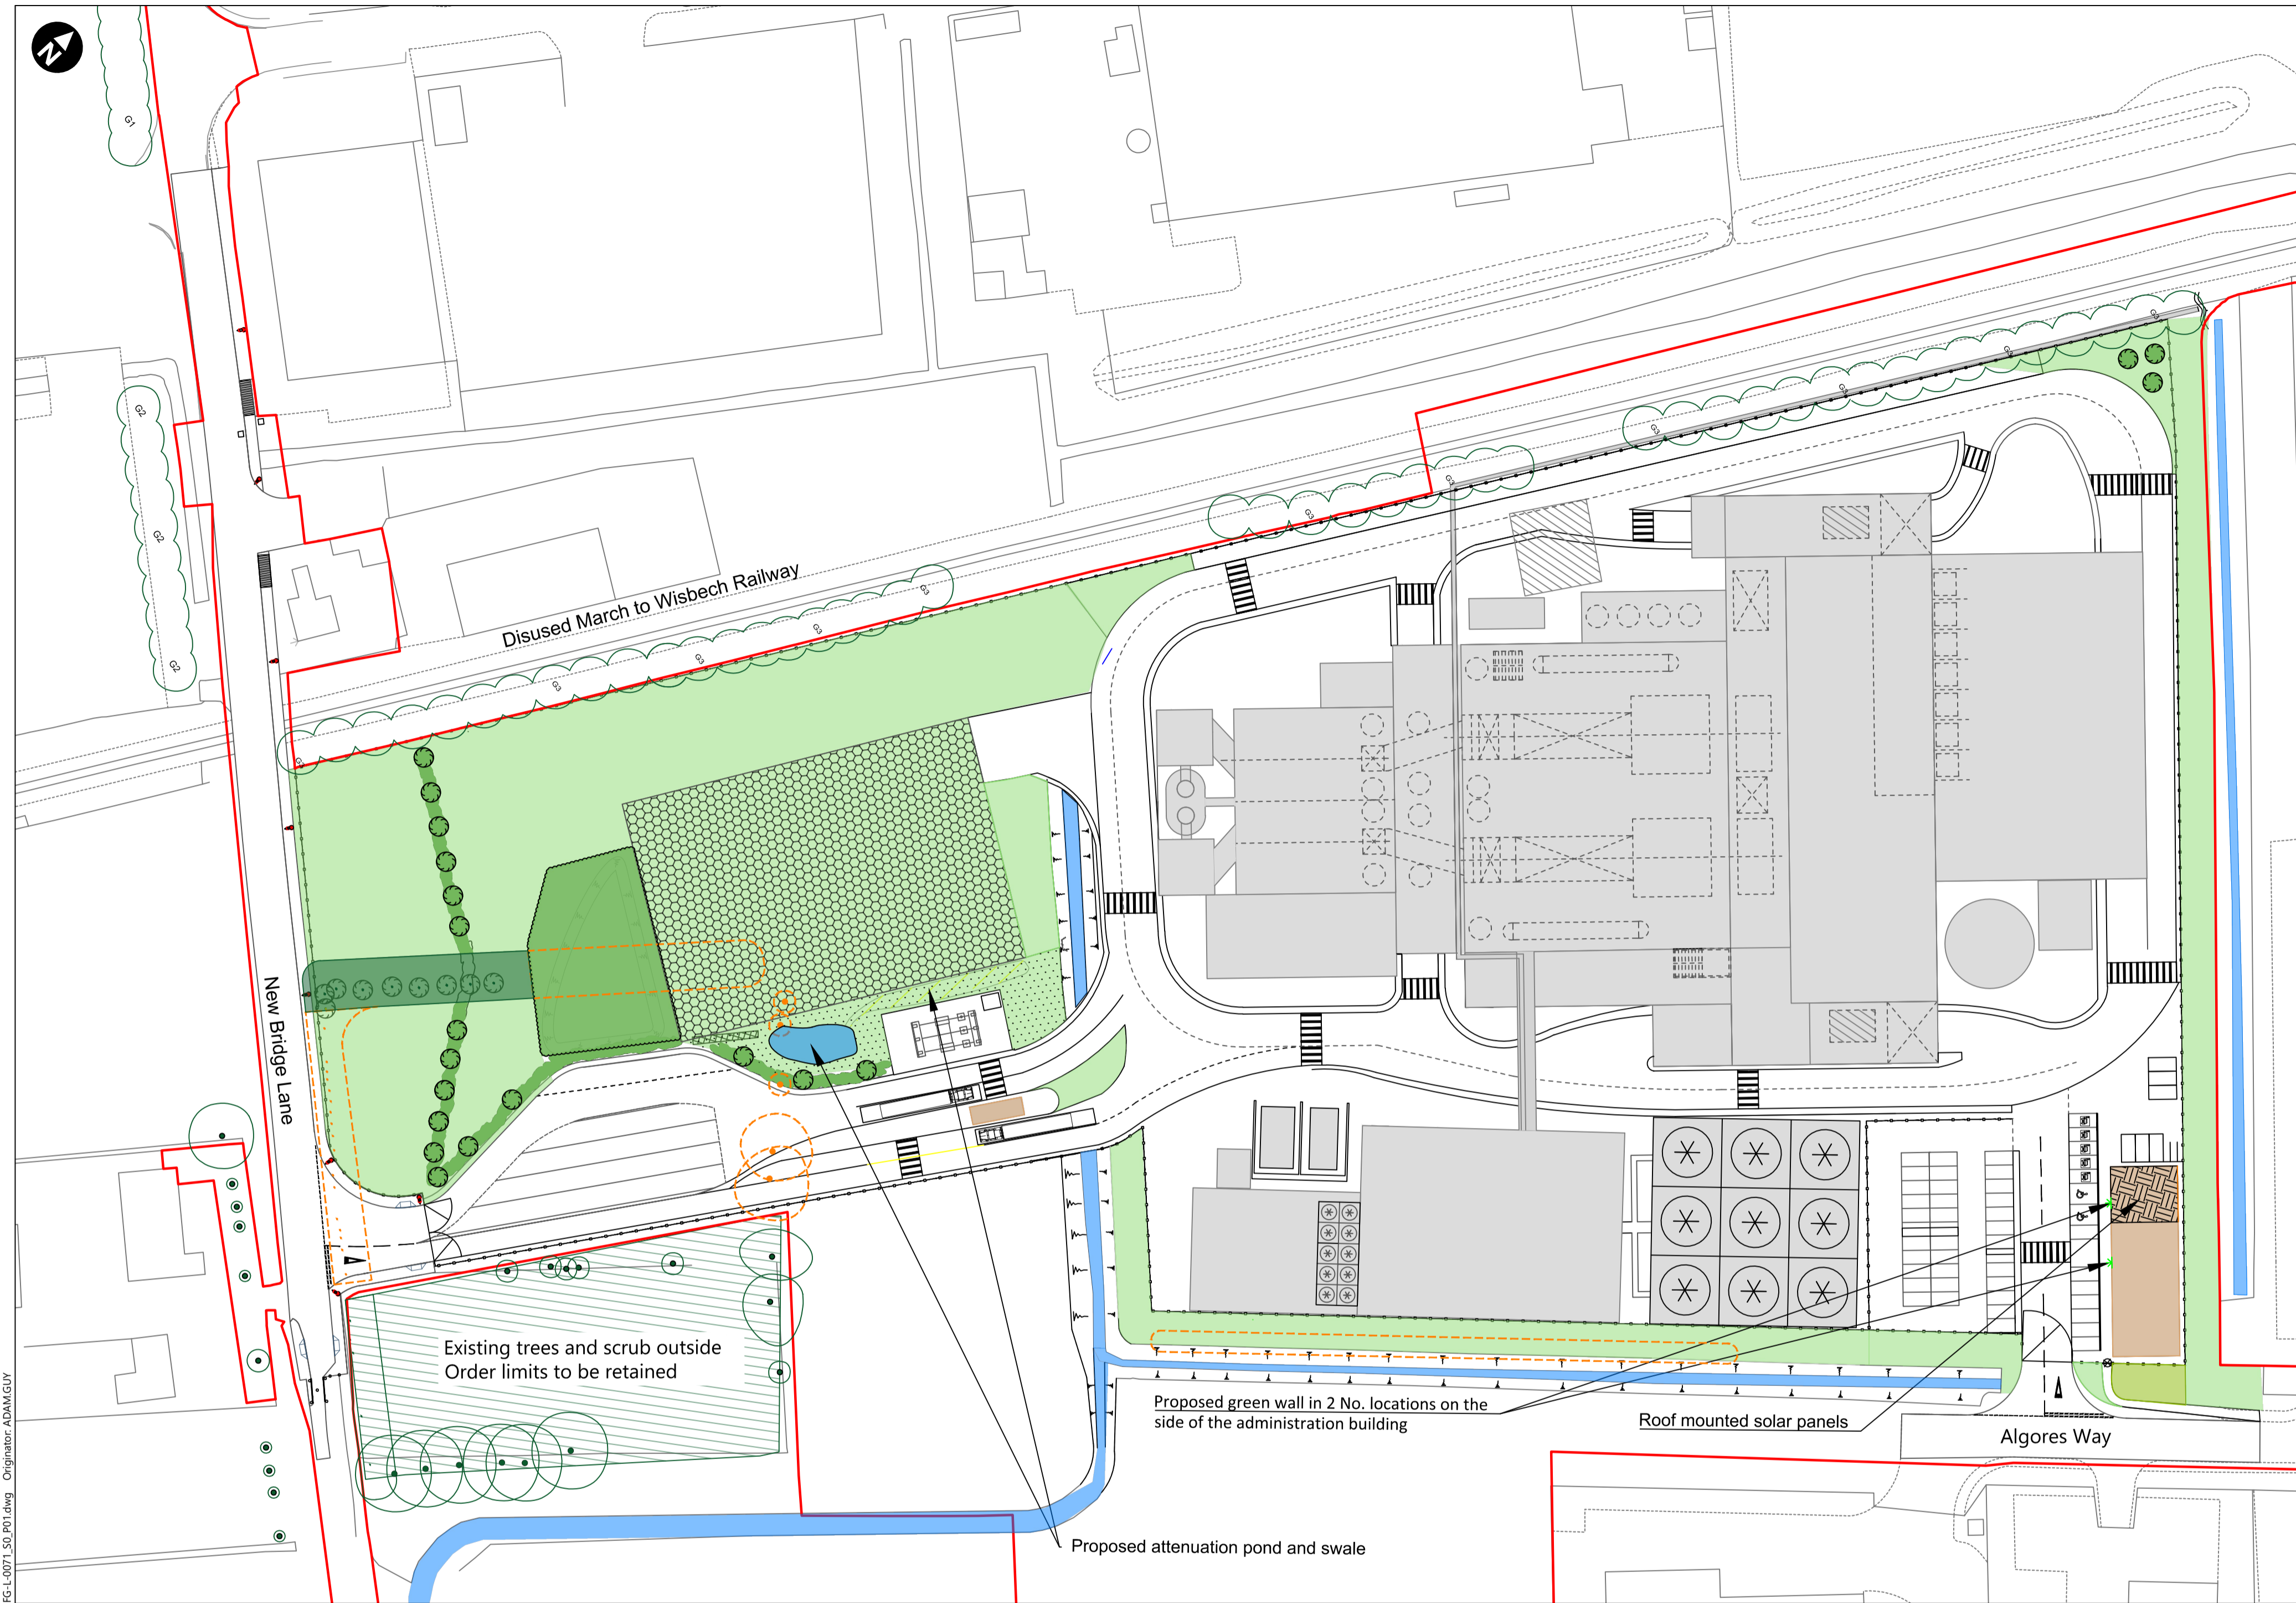 N
G1
G2
G2
G2
G3
G3
G3
G3
G3
G3
G3
G3
G3
G3
G3
Disused March to Wisbech Railway
New Bridge Lane
Existing trees and scrub outside
Order limits to be retained
Proposed green wall in 2 No. locations on the
side of the administration building
Roof mounted solar panels
Algores Way
Proposed attenuation pond and swale
FG-L-0071_S0_P01.dwg Originator: ADAM.GUY